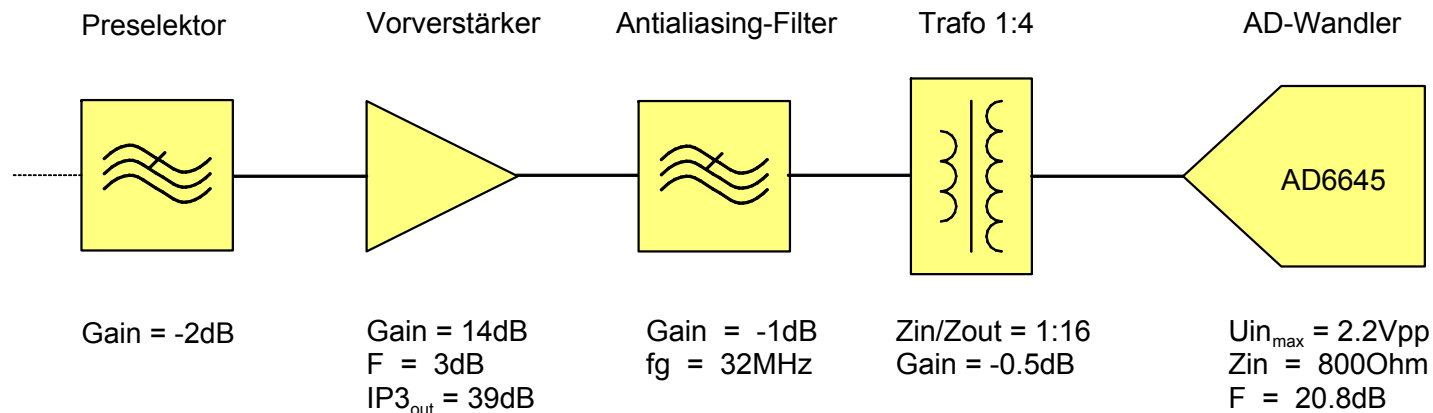 Preselektor
Vorverstärker
Antialiasing-Filter
Trafo 1:4
AD-Wandler
AD6645
Gain = -2dB
Gain = 14dB
F = 3dB
IP3out = 39dB
Gain = -1dB
fg = 32MHz
Zin/Zout = 1:16
Gain = -0.5dB
Uinmax = 2.2Vpp
Zin = 800Ohm
F = 20.8dB